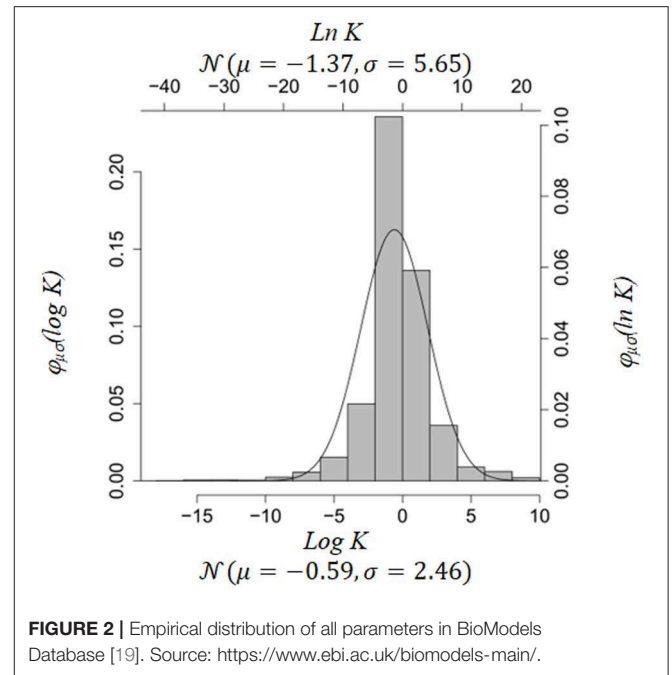 Ln K
𝒩(μ = −1.37, σ = 5.65)
−40 −30 −20 −10 0 10 20
0.00 0.05 0.10 0.15 0.20
φμσ(log K)
0.00 0.02 0.04 0.06 0.08 0.10
φμσ(ln K)
−15 −10 −5 0 5 10
Log K
𝒩(μ = −0.59, σ = 2.46)
FIGURE 2 | Empirical distribution of all parameters in BioModels
Database [19]. Source: https://www.ebi.ac.uk/biomodels-main/.